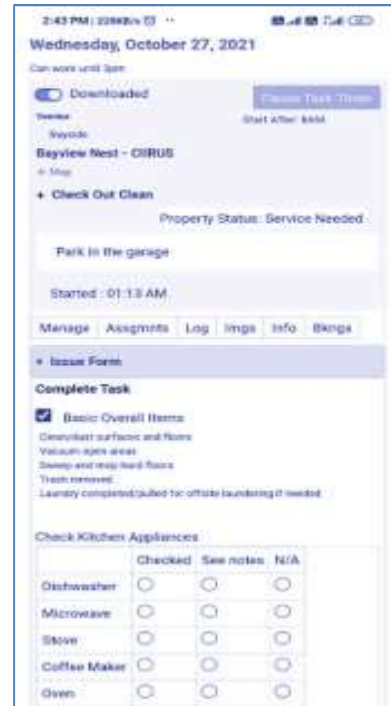 2:43 PM
Wednesday, October 27, 2021
Can work until 3pm
Downloaded
Pause Task Timer
Start After: 8AM
Bayside
Bayview Nest - CIIRUS
+ Map
+ Check Out Clean
Property Status: Service Needed
Park in the garage
Started : 01:13 AM
Manage Assgmnts Log Imgs Info Bkngs
+ Issue Form
Complete Task
Basic Overall Items
Clean/dust surfaces and floors
Vacuum open areas
Sweep and mop hard floors
Trash removed
Laundry completed/pulled for offsite laundering if needed
Check Kitchen Appliances
Checked See notes N/A
Dishwasher
Microwave
Stove
Coffee Maker
Oven